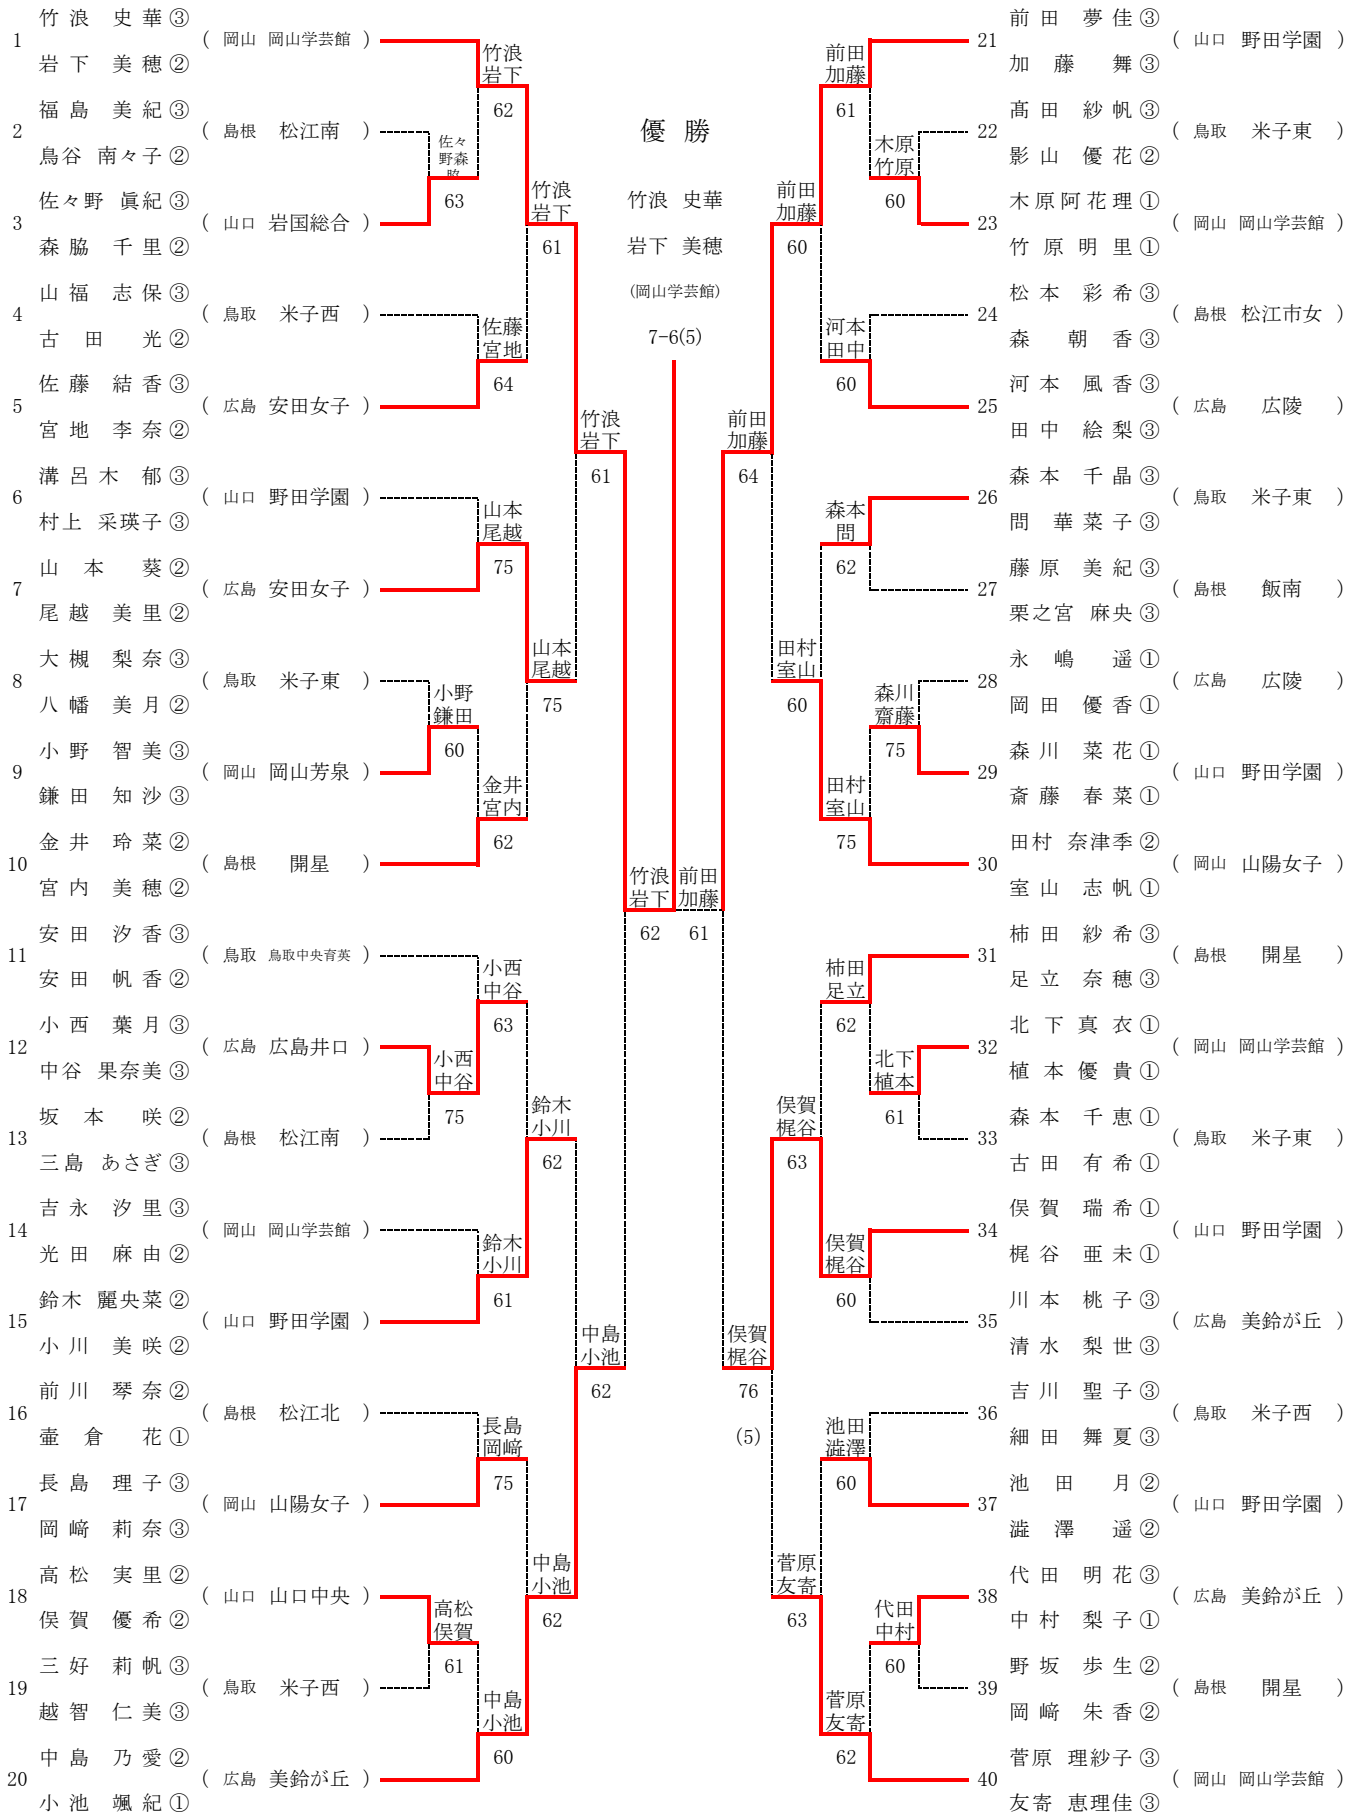 竹浪 史華③
1 ( 岡山 岡山学芸館 )
岩下 美穂②
福島 美紀③
2 ( 島根 松江南 )
鳥谷 南々子②
佐々野 眞紀③
3 ( 山口 岩国総合 )
森脇 千里②
山福 志保③
4 ( 鳥取 米子西 )
古田 光②
佐藤 結香③
5 ( 広島 安田女子 )
宮地 李奈②
溝呂木 郁③
6 ( 山口 野田学園 )
村上 采瑛子③
山本 葵②
7 ( 広島 安田女子 )
尾越 美里②
大槻 梨奈③
8 ( 鳥取 米子東 )
八幡 美月②
小野 智美③
9 ( 岡山 岡山芳泉 )
鎌田 知沙③
金井 玲菜②
10 ( 島根 開星 )
宮内 美穂②
安田 汐香③
11 ( 鳥取 鳥取中央育英 )
安田 帆香②
小西 葉月③
12 ( 広島 広島井口 )
中谷 果奈美③
坂本 咲②
13 ( 島根 松江南 )
三島 あさぎ③
吉永 汐里③
14 ( 岡山 岡山学芸館 )
光田 麻由②
鈴木 麗央菜②
15 ( 山口 野田学園 )
小川 美咲②
前川 琴奈②
16 ( 島根 松江北 )
壷倉 花①
長島 理子③
17 ( 岡山 山陽女子 )
岡﨑 莉奈③
高松 実里②
18 ( 山口 山口中央 )
俣賀 優希②
三好 莉帆③
19 ( 鳥取 米子西 )
越智 仁美③
中島 乃愛②
20 ( 広島 美鈴が丘 )
小池 颯紀①
佐々
野森
脇
63
小野
鎌田
60
小西
中谷
75
高松
俣賀
61
竹浪
岩下
62
佐藤
宮地
64
山本
尾越
75
金井
宮内
62
小西
中谷
63
鈴木
小川
61
長島
岡﨑
75
中島
小池
60
竹浪
岩下
61
山本
尾越
75
鈴木
小川
62
中島
小池
62
竹浪
岩下
61
中島
小池
62
竹浪
岩下
62
優 勝
竹浪 史華
岩下 美穂
(岡山学芸館)
7-6(5)
前田
加藤
61
前田
加藤
64
俣賀
梶谷
76
(5)
前田
加藤
60
田村
室山
60
俣賀
梶谷
63
菅原
友寄
63
前田
加藤
61
河本
田中
60
森本
問
62
田村
室山
75
柿田
足立
62
俣賀
梶谷
60
池田
澁澤
60
菅原
友寄
62
木原
竹原
60
森川
齋藤
75
北下
植本
61
代田
中村
60
前田 夢佳③
21 ( 山口 野田学園 )
加藤 舞③
髙田 紗帆③
22 ( 鳥取 米子東 )
影山 優花②
木原阿花理①
23 ( 岡山 岡山学芸館 )
竹原明里①
松本 彩希③
24 ( 島根 松江市女 )
森 朝香③
河本 風香③
25 ( 広島 広陵 )
田中 絵梨③
森本 千晶③
26 ( 鳥取 米子東 )
問 華菜子③
藤原 美紀③
27 ( 島根 飯南 )
栗之宮 麻央③
永嶋 遥①
28 ( 広島 広陵 )
岡田 優香①
森川 菜花①
29 ( 山口 野田学園 )
斎藤 春菜①
田村 奈津季②
30 ( 岡山 山陽女子 )
室山 志帆①
柿田 紗希③
31 ( 島根 開星 )
足立 奈穂③
北下真衣①
32 ( 岡山 岡山学芸館 )
植本優貴①
森本 千恵①
33 ( 鳥取 米子東 )
古田 有希①
俣賀 瑞希①
34 ( 山口 野田学園 )
梶谷 亜未①
川本 桃子③
35 ( 広島 美鈴が丘 )
清水 梨世③
吉川 聖子③
36 ( 鳥取 米子西 )
細田 舞夏③
池田 月②
37 ( 山口 野田学園 )
澁澤 遥②
代田 明花③
38 ( 広島 美鈴が丘 )
中村 梨子①
野坂 歩生②
39 ( 島根 開星 )
岡﨑 朱香②
菅原 理紗子③
40 ( 岡山 岡山学芸館 )
友寄 恵理佳③